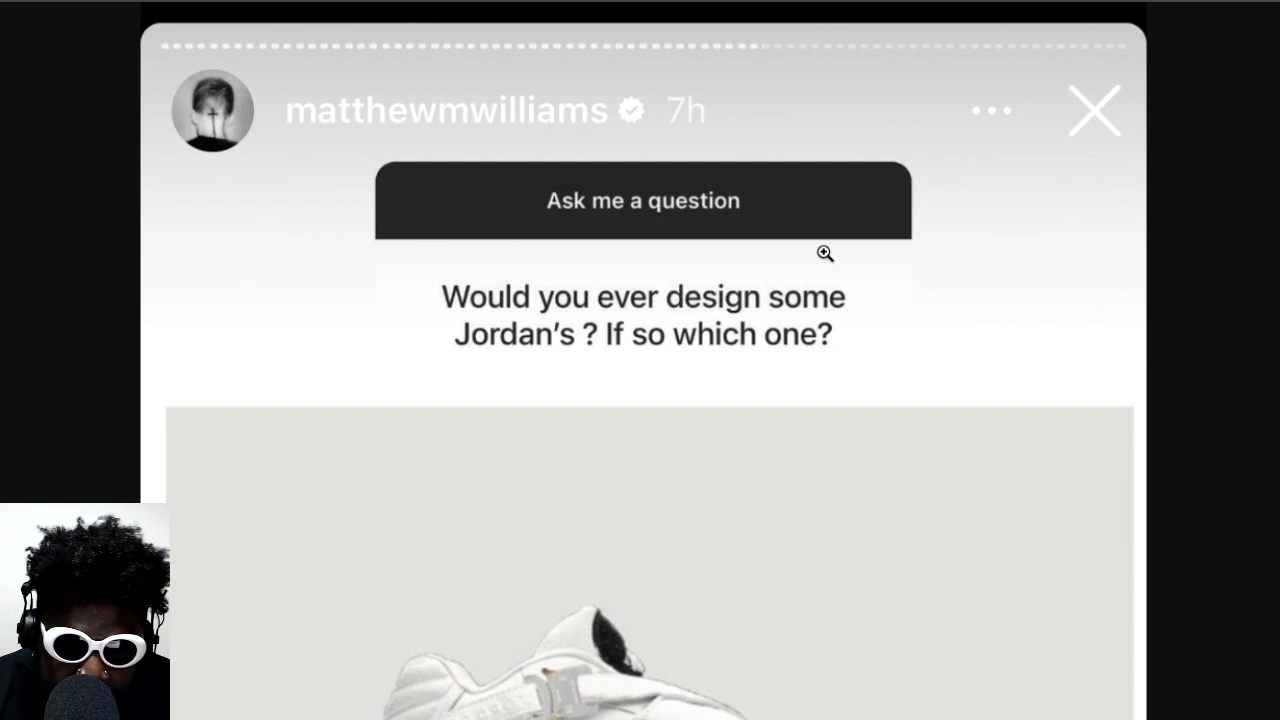 matthewmwilliams 7h
Ask me a question
Would you ever design some
Jordan's ? If so which one?